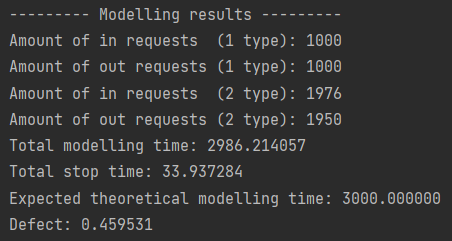 --------- Modelling results ---------
Amount of in requests  (1 type): 1000
Amount of out requests (1 type): 1000
Amount of in requests  (2 type): 1976
Amount of out requests (2 type): 1950
Total modelling time: 2986.214057
Total stop time: 33.937284
Expected theoretical modelling time: 3000.000000
Defect: 0.459531